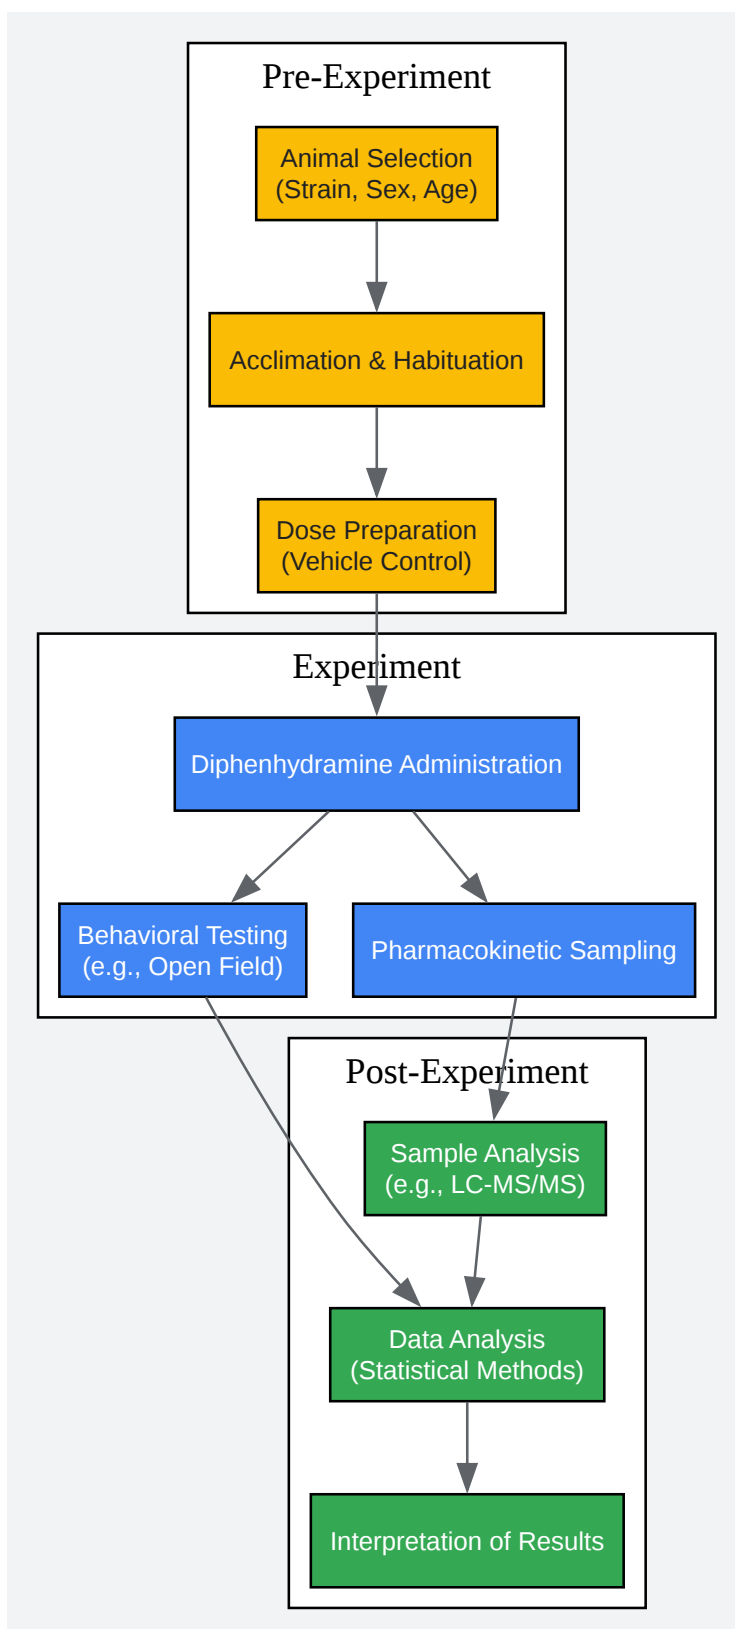 Pre-Experiment
Animal Selection
(Strain, Sex, Age)
Acclimation & Habituation
Dose Preparation
(Vehicle Control)
Experiment
Diphenhydramine Administration
Behavioral Testing
(e.g., Open Field)
Pharmacokinetic Sampling
Post-Experiment
Sample Analysis
(e.g., LC-MS/MS)
Data Analysis
(Statistical Methods)
Interpretation of Results